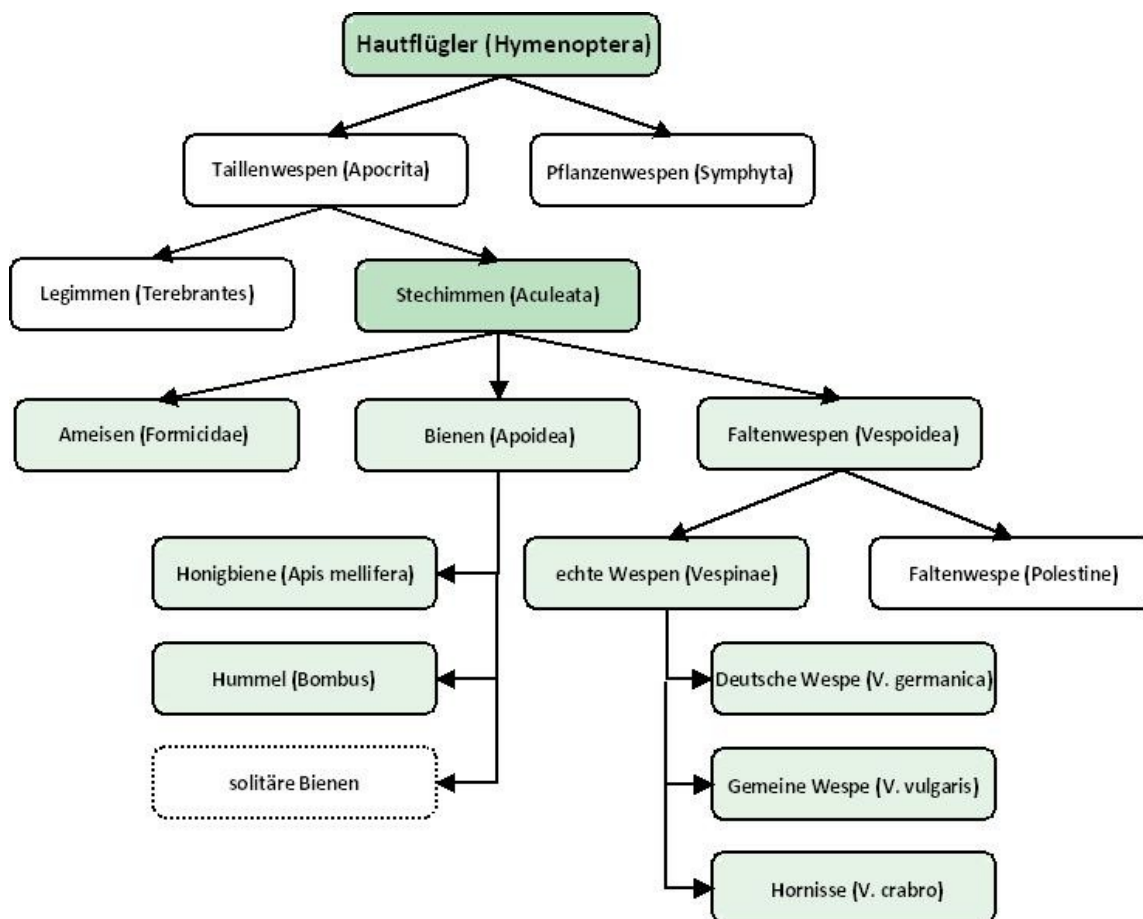 Hautflügler (Hymenoptera)
Taillenwespen (Apocrita)
Pflanzenwespen (Symphyta)
Legimmen (Terebrantes)
Stechimmen (Aculeata)
Ameisen (Formicidae)
Bienen (Apoidea)
Faltenwespen (Vespoidea)
Honigbiene (Apis mellifera)
echte Wespen (Vespinae)
Faltenwespe (Polestine)
Hummel (Bombus)
Deutsche Wespe (V. germanica)
solitäre Bienen
Gemeine Wespe (V. vulgaris)
Hornisse (V. crabro)